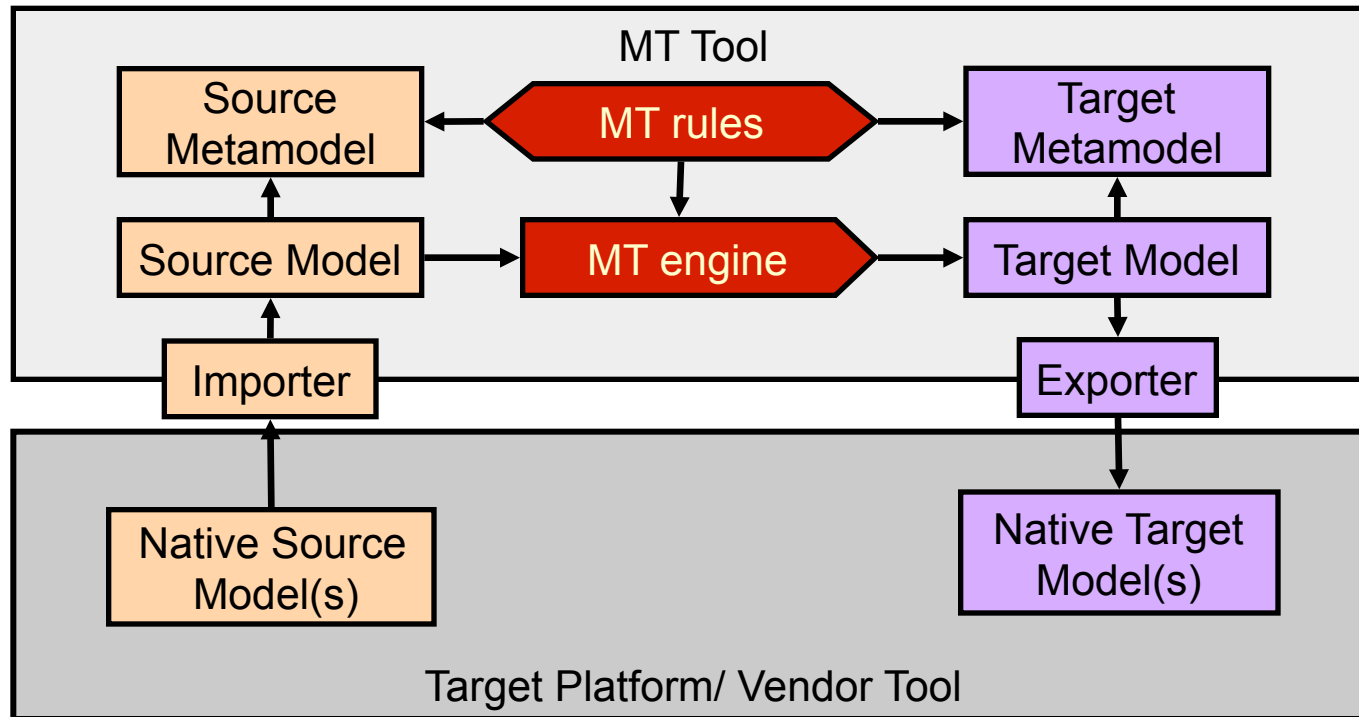 MT Tool
Source
Metamodel
MT rules
Target
Metamodel
Source Model
MT engine
Target Model
Importer
Exporter
Native Source
Model(s)
Native Target
Model(s)
Target Platform/ Vendor Tool